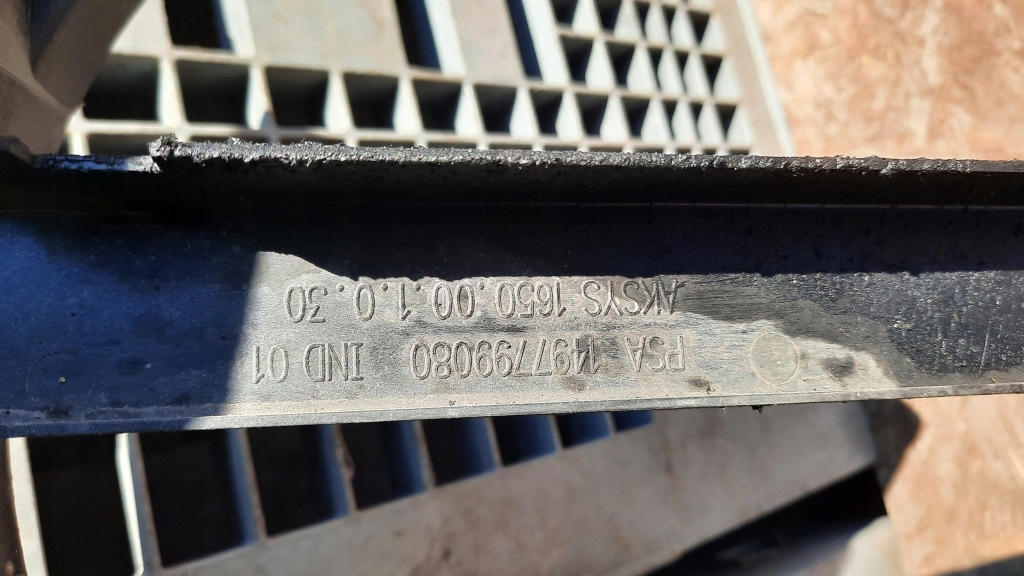 PSA 1497799080 IND 01
AKSYS 1650.00.1.0.30